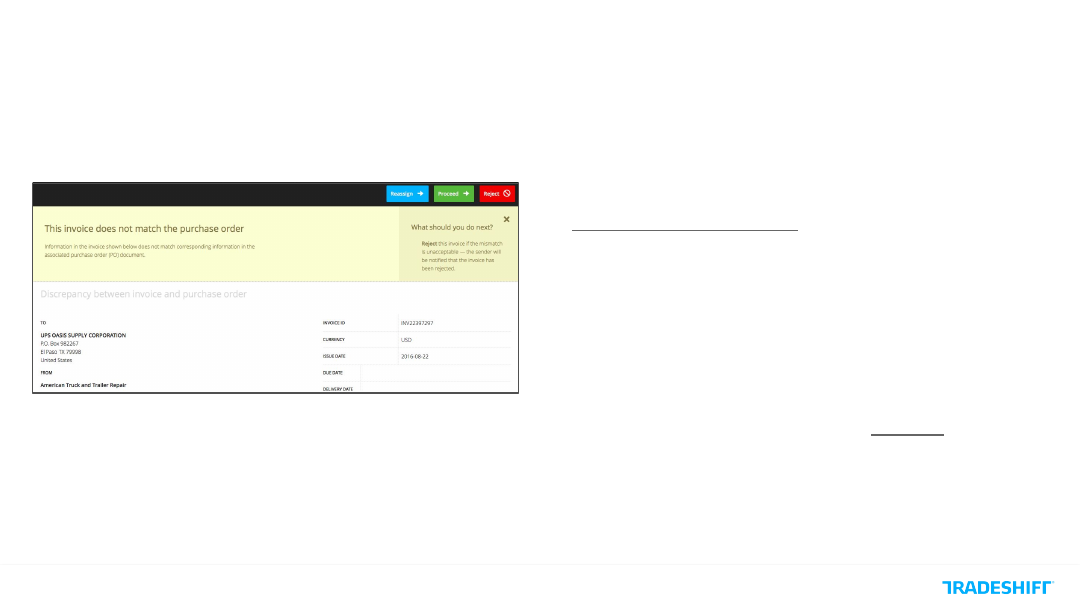 Reassign
Proceed
Reject
This invoice does not match the purchase order
Information in the invoice shown below does not match corresponding information in the
associated purchase order (PO) document.
What should you do next?
Reject this invoice if the mismatch
is unacceptable — the sender will
be notified that the invoice has
been rejected.
Discrepancy between invoice and purchase order
TO
UPS OASIS SUPPLY CORPORATION
P.O. Box 982267
El Paso TX 79998
United States
FROM
American Truck and Trailer Repair
INVOICE ID INV22397297
CURRENCY USD
ISSUE DATE 2016-08-22
DUE DATE
DELIVERY DATE
TRADESHIFT